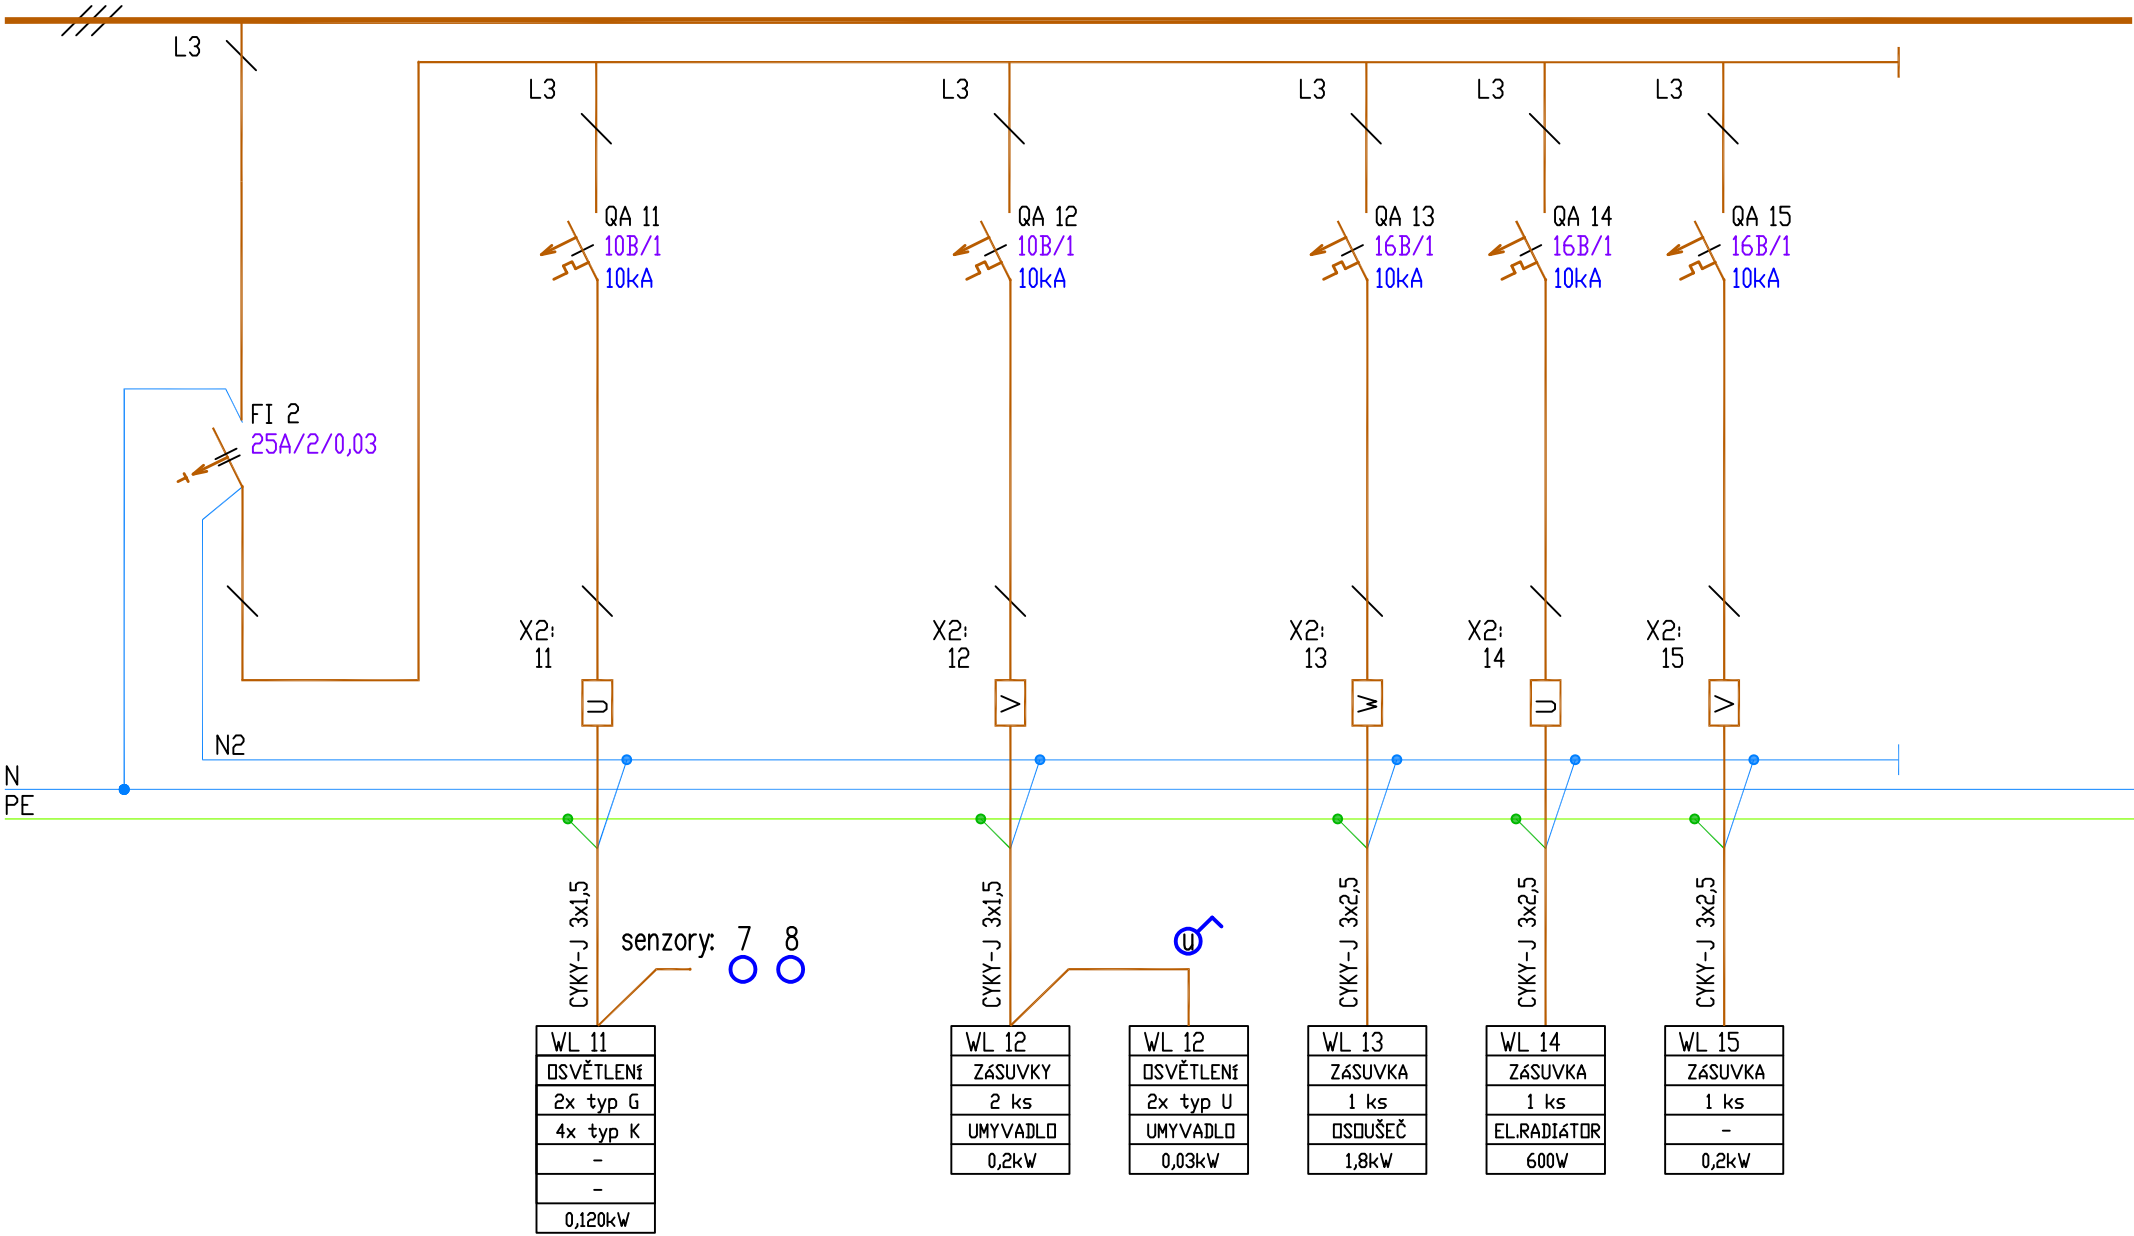 L3
L3
L3
L3
L3
L3
QA 11
10B/1
10kA
QA 12
10B/1
10kA
QA 13
16B/1
10kA
QA 14
16B/1
10kA
QA 15
16B/1
10kA
FI 2
25A/2/0,03
X2:
11
X2:
12
X2:
13
X2:
14
X2:
15
U
V
W
U
V
N2
N
PE
CYKY-J 3x1,5
senzory: 7 8
CYKY-J 3x1,5
u
CYKY-J 3x2,5
CYKY-J 3x2,5
CYKY-J 3x2,5
WL 11
OSVĚTLENÍ
2x typ G
4x typ K
-
-
0,120kW
WL 12
ZÁSUVKY
2 ks
UMYVADLO
0,2kW
WL 12
OSVĚTLENÍ
2x typ U
UMYVADLO
0,03kW
WL 13
ZÁSUVKA
1 ks
OSOUŠEČ
1,8kW
WL 14
ZÁSUVKA
1 ks
EL.RADIÁTOR
600W
WL 15
ZÁSUVKA
1 ks
-
0,2kW